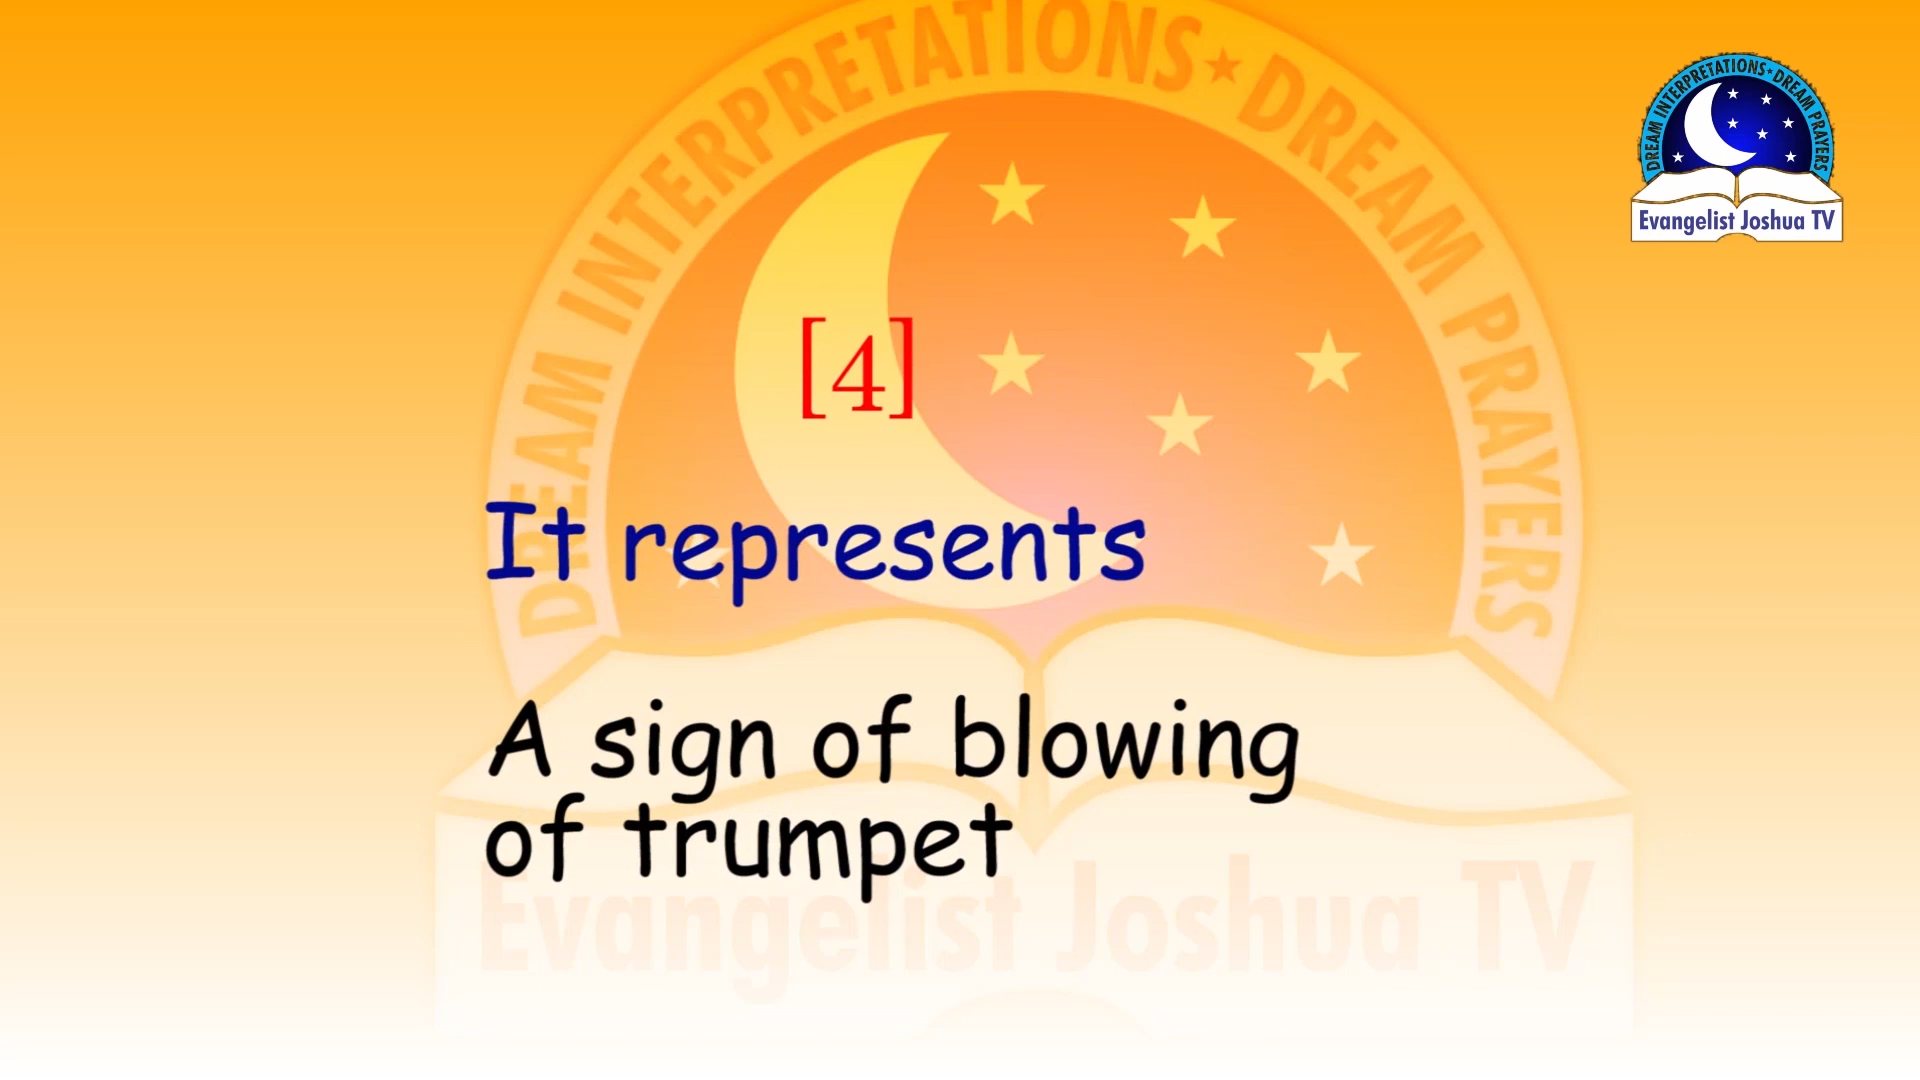 DREAM INTERPRETATIONS★DREAM PRAYERS
DREAM INTERPRETATIONS★DREAM PRAYERS
Evangelist Joshua TV
[4]
It represents
A sign of blowing
of trumpet
Evangelist Joshua TV